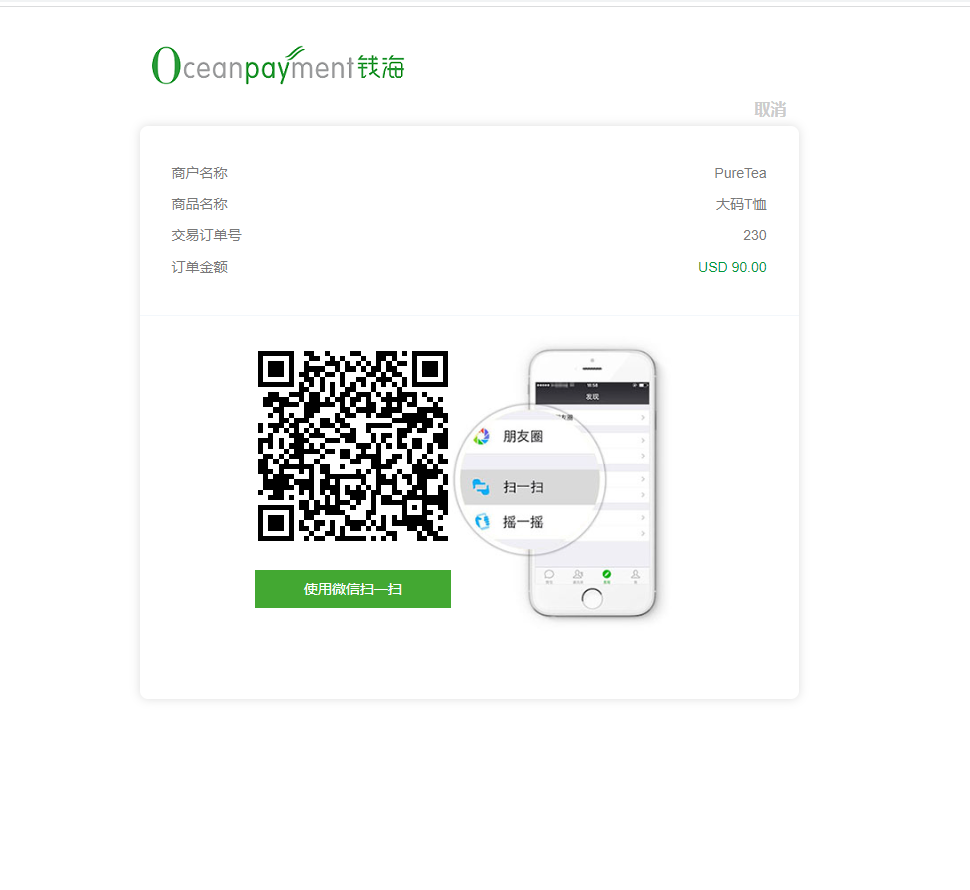 Oceanpayment钱海
取消
商户名称 PureTea
商品名称 大码T恤
交易订单号 230
订单金额 USD 90.00
发现
朋友圈
扫一扫
摇一摇
使用微信扫一扫